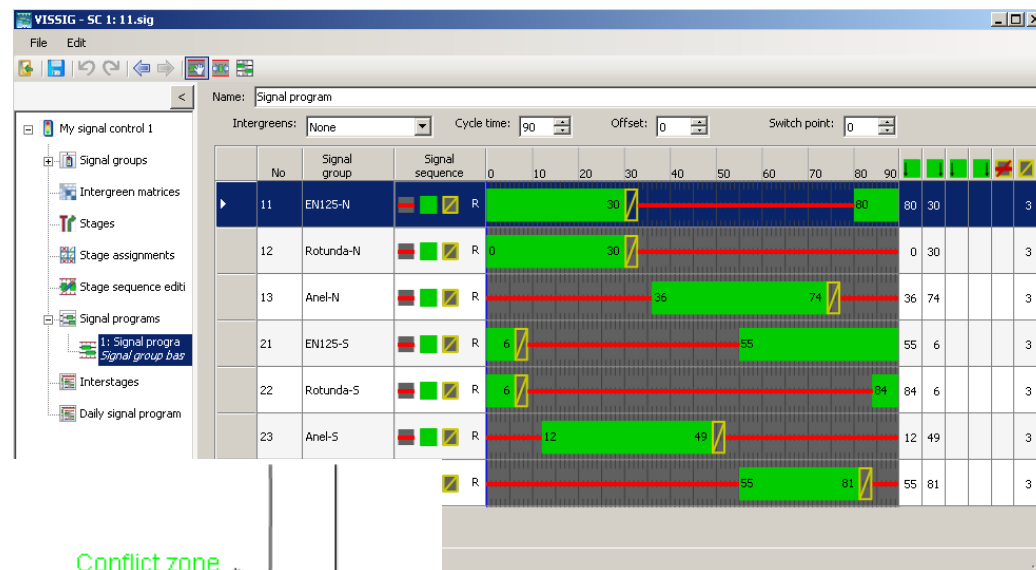 VISSIG - SC 1: 11.sig
File Edit
<
Name: Signal program
My signal control 1
Signal groups
Intergreen matrices
Stages
Stage assignments
Stage sequence editi
Signal programs
1: Signal progra
Signal group bas
Interstages
Daily signal program
Intergreens: None Cycle time: 90 Offset: 0 Switch point: 0
No Signal group Signal sequence 0 10 20 30 40 50 60 70 80 90
11 EN125-N R 30 80 80 30 3
12 Rotunda-N R 0 30 0 30 3
13 Anel-N R 36 74 36 74 3
21 EN125-S R 6 55 55 6 3
22 Rotunda-S R 6 84 84 6 3
23 Anel-S R 12 49 12 49 3
R 55 81 55 81 3
Conflict zone